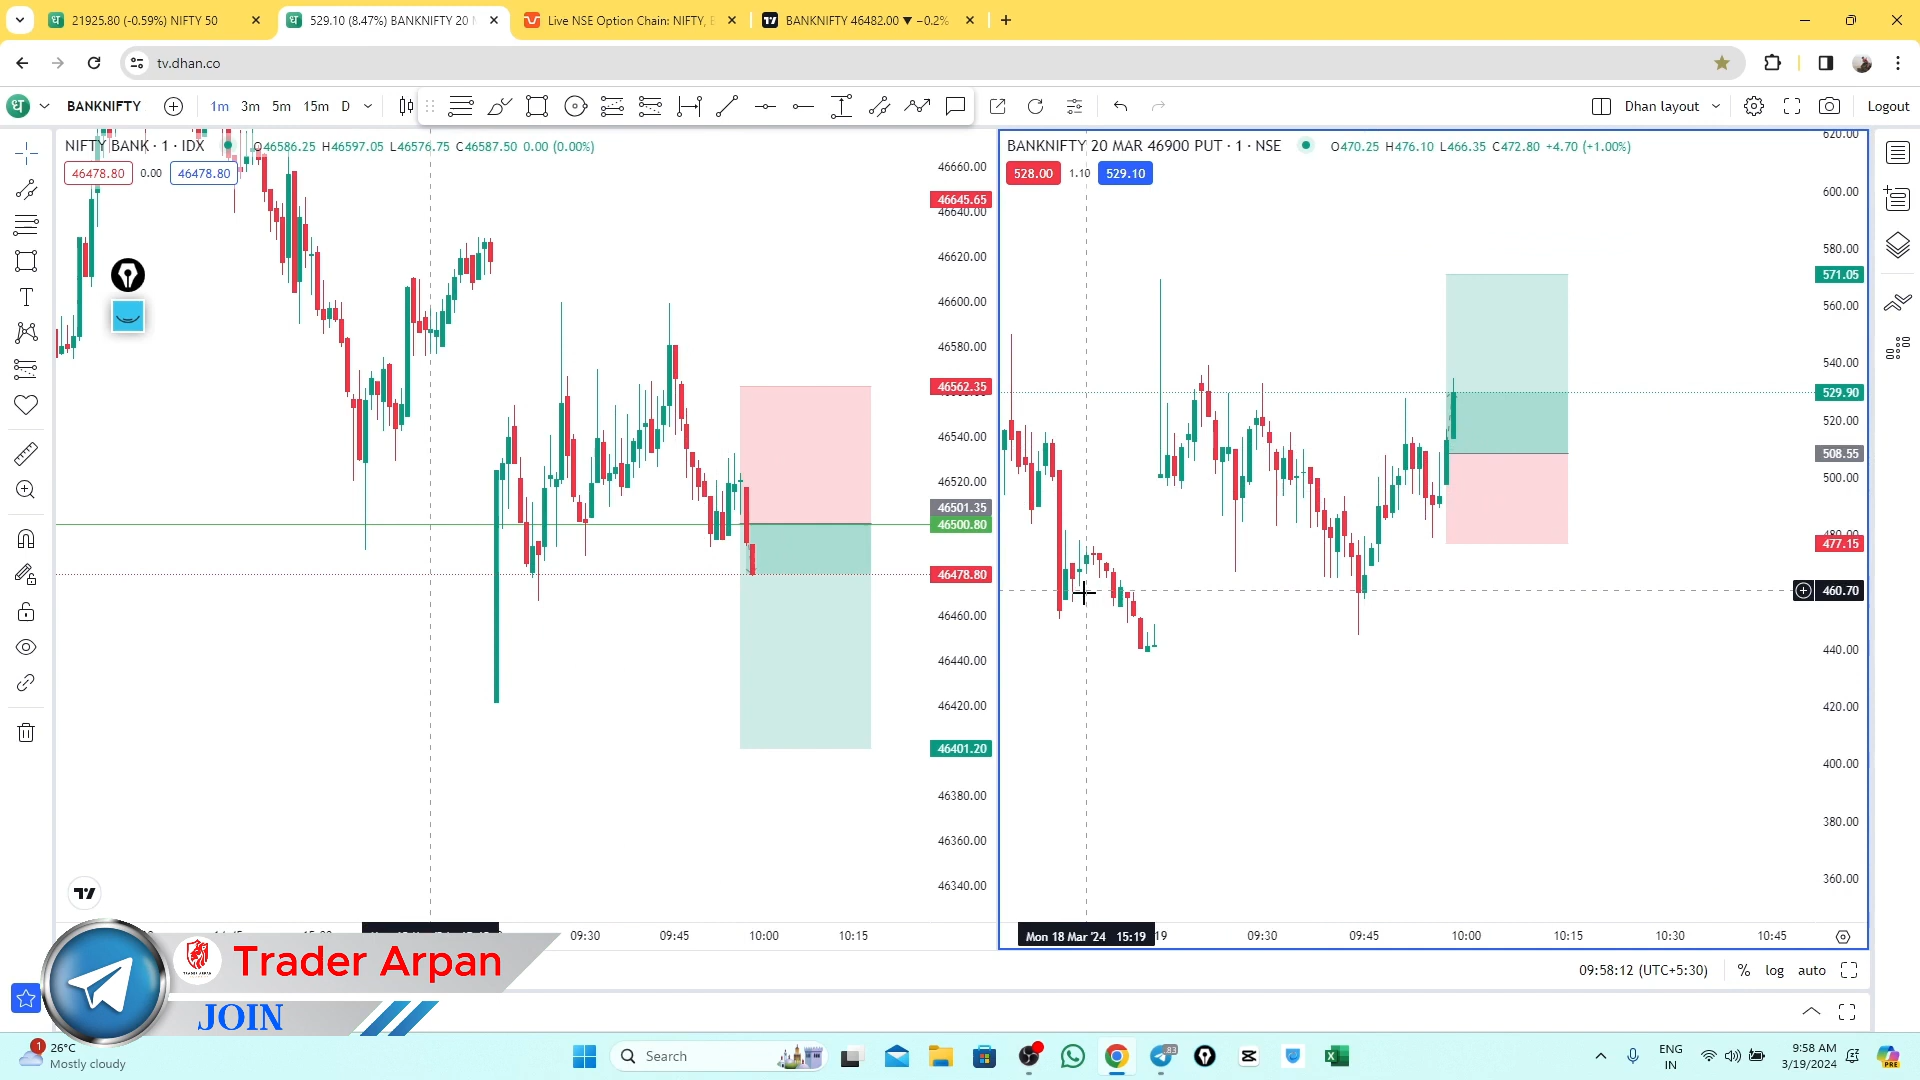 21925.80 (-0.59%) NIFTY 50
529.10 (8.47%) BANKNIFTY 20
Live NSE Option Chain: NIFTY,
BANKNIFTY 46482.00 ▼ −0.2%
tv.dhan.co
BANKNIFTY
1m 3m 5m 15m D
Dhan layout
Logout
NIFTY BANK · 1 · IDX
O46586.25 H46597.05 L46576.75 C46587.50 0.00 (0.00%)
46478.80 0.00 46478.80
46660.00
46645.65
46640.00
46620.00
46600.00
46580.00
46562.35
46540.00
46520.00
46501.35
46500.80
46478.80
46460.00
46440.00
46420.00
46401.20
46380.00
46360.00
46340.00
09:30 09:45 10:00 10:15
BANKNIFTY 20 MAR 46900 PUT · 1 · NSE
O470.25 H476.10 L466.35 C472.80 +4.70 (+1.00%)
528.00 1.10 529.10
620.00
600.00
580.00
571.05
560.00
540.00
529.90
520.00
508.55
500.00
480.00
477.15
460.70
440.00
420.00
400.00
380.00
360.00
Mon 18 Mar '24 15:19 19 09:30 09:45 10:00 10:15 10:30 10:45
09:58:12 (UTC+5:30) % log auto
Trader Arpan
JOIN
1
26°C
Mostly cloudy
Search
83
ENG
IN
9:58 AM
3/19/2024
PRE